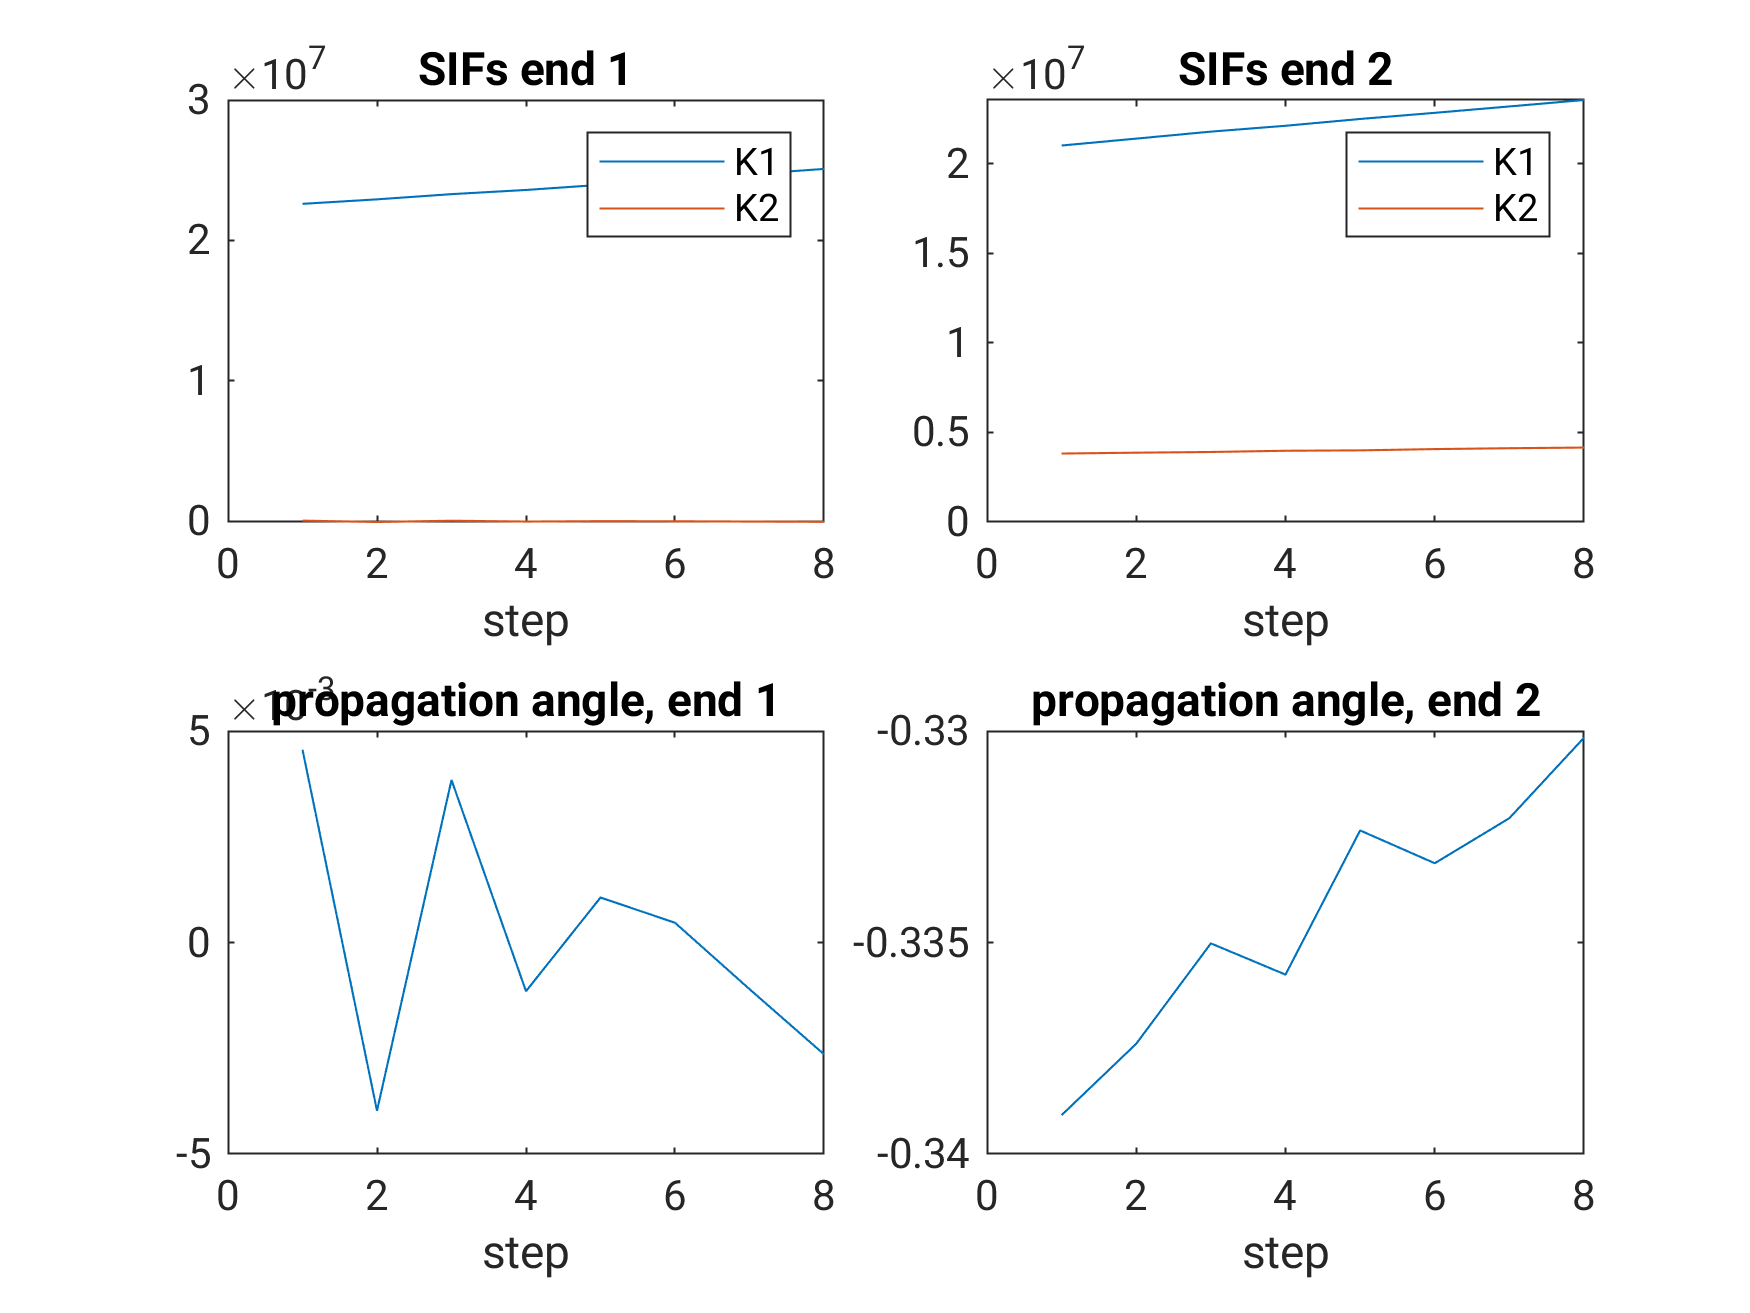 ×10^7
SIFs end 1
3
2
1
0
K1
K2
0 2 4 6 8
step
×10^7
SIFs end 2
2
1.5
1
0.5
0
K1
K2
0 2 4 6 8
step
×10^-3
propagation angle, end 1
5
0
-5
0 2 4 6 8
step
propagation angle, end 2
-0.33
-0.335
-0.34
0 2 4 6 8
step